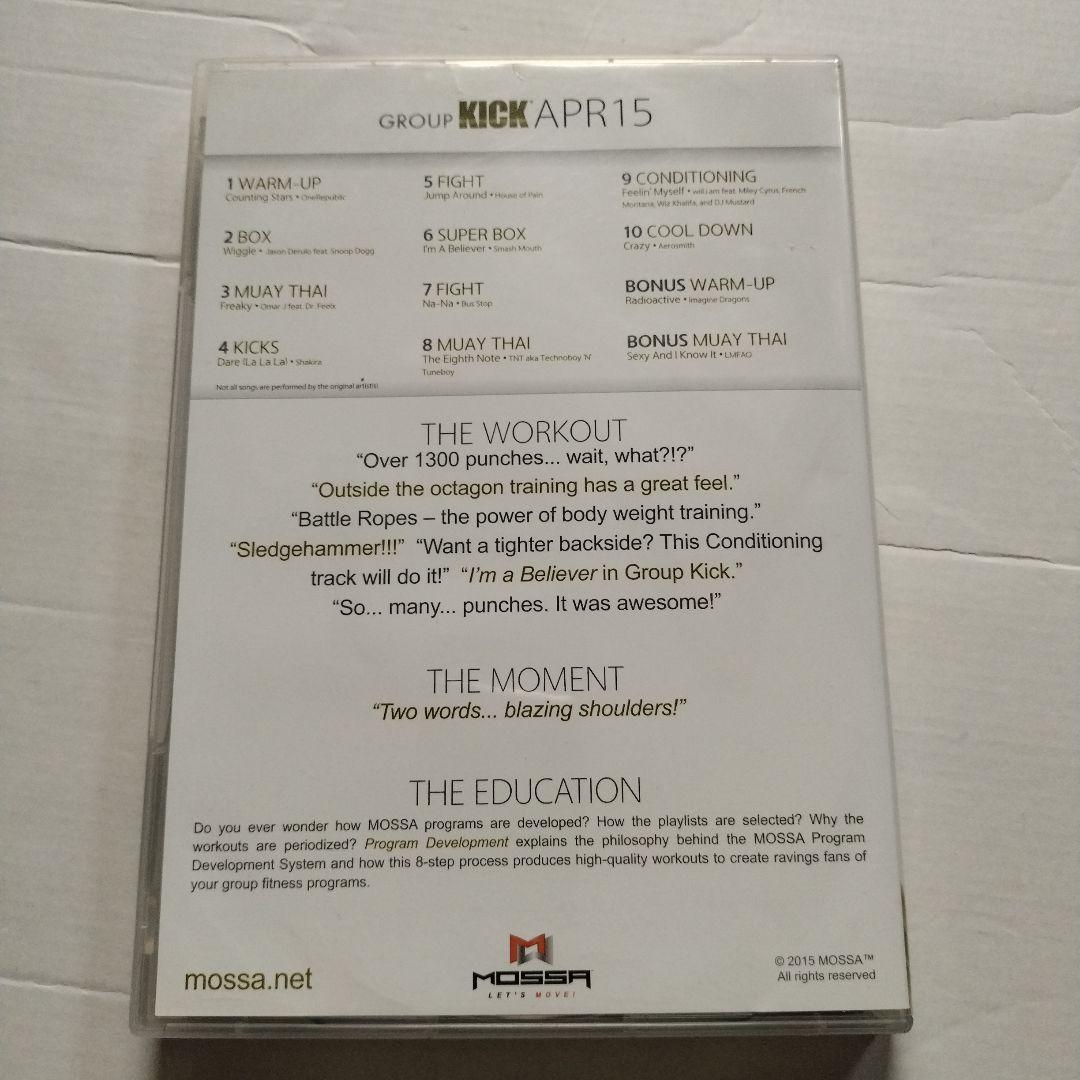 GROUP KICK APR15
1 WARM-UP
Counting Stars • OneRepublic
2 BOX
Wiggle • Jason Derulo feat. Snoop Dogg
3 MUAY THAI
Freaky • Omar J feat. Dr. Feelx
4 KICKS
Dare (La La La) • Shakira
Not all songs are performed by the original artist(s)
5 FIGHT
Jump Around • House of Pain
6 SUPER BOX
I'm A Believer • Smash Mouth
7 FIGHT
Na-Na • Bus Stop
8 MUAY THAI
The Eighth Note • TNT aka Technoboy 'N'
Tuneboy
9 CONDITIONING
Feelin' Myself • will.i.am feat. Miley Cyrus, French
Montana, Wiz Khalifa, and DJ Mustard
10 COOL DOWN
Crazy • Aerosmith
BONUS WARM-UP
Radioactive • Imagine Dragons
BONUS MUAY THAI
Sexy And I Know It • LMFAO
THE WORKOUT
“Over 1300 punches... wait, what?!?”
“Outside the octagon training has a great feel.”
“Battle Ropes – the power of body weight training.”
“Sledgehammer!!!” “Want a tighter backside? This Conditioning
track will do it!” “I'm a Believer in Group Kick.”
“So... many... punches. It was awesome!”
THE MOMENT
“Two words... blazing shoulders!”
THE EDUCATION
Do you ever wonder how MOSSA programs are developed? How the playlists are selected? Why the
workouts are periodized? Program Development explains the philosophy behind the MOSSA Program
Development System and how this 8-step process produces high-quality workouts to create ravings fans of
your group fitness programs.
mossa.net
MOSSA
LET'S MOVE!
© 2015 MOSSA™
All rights reserved